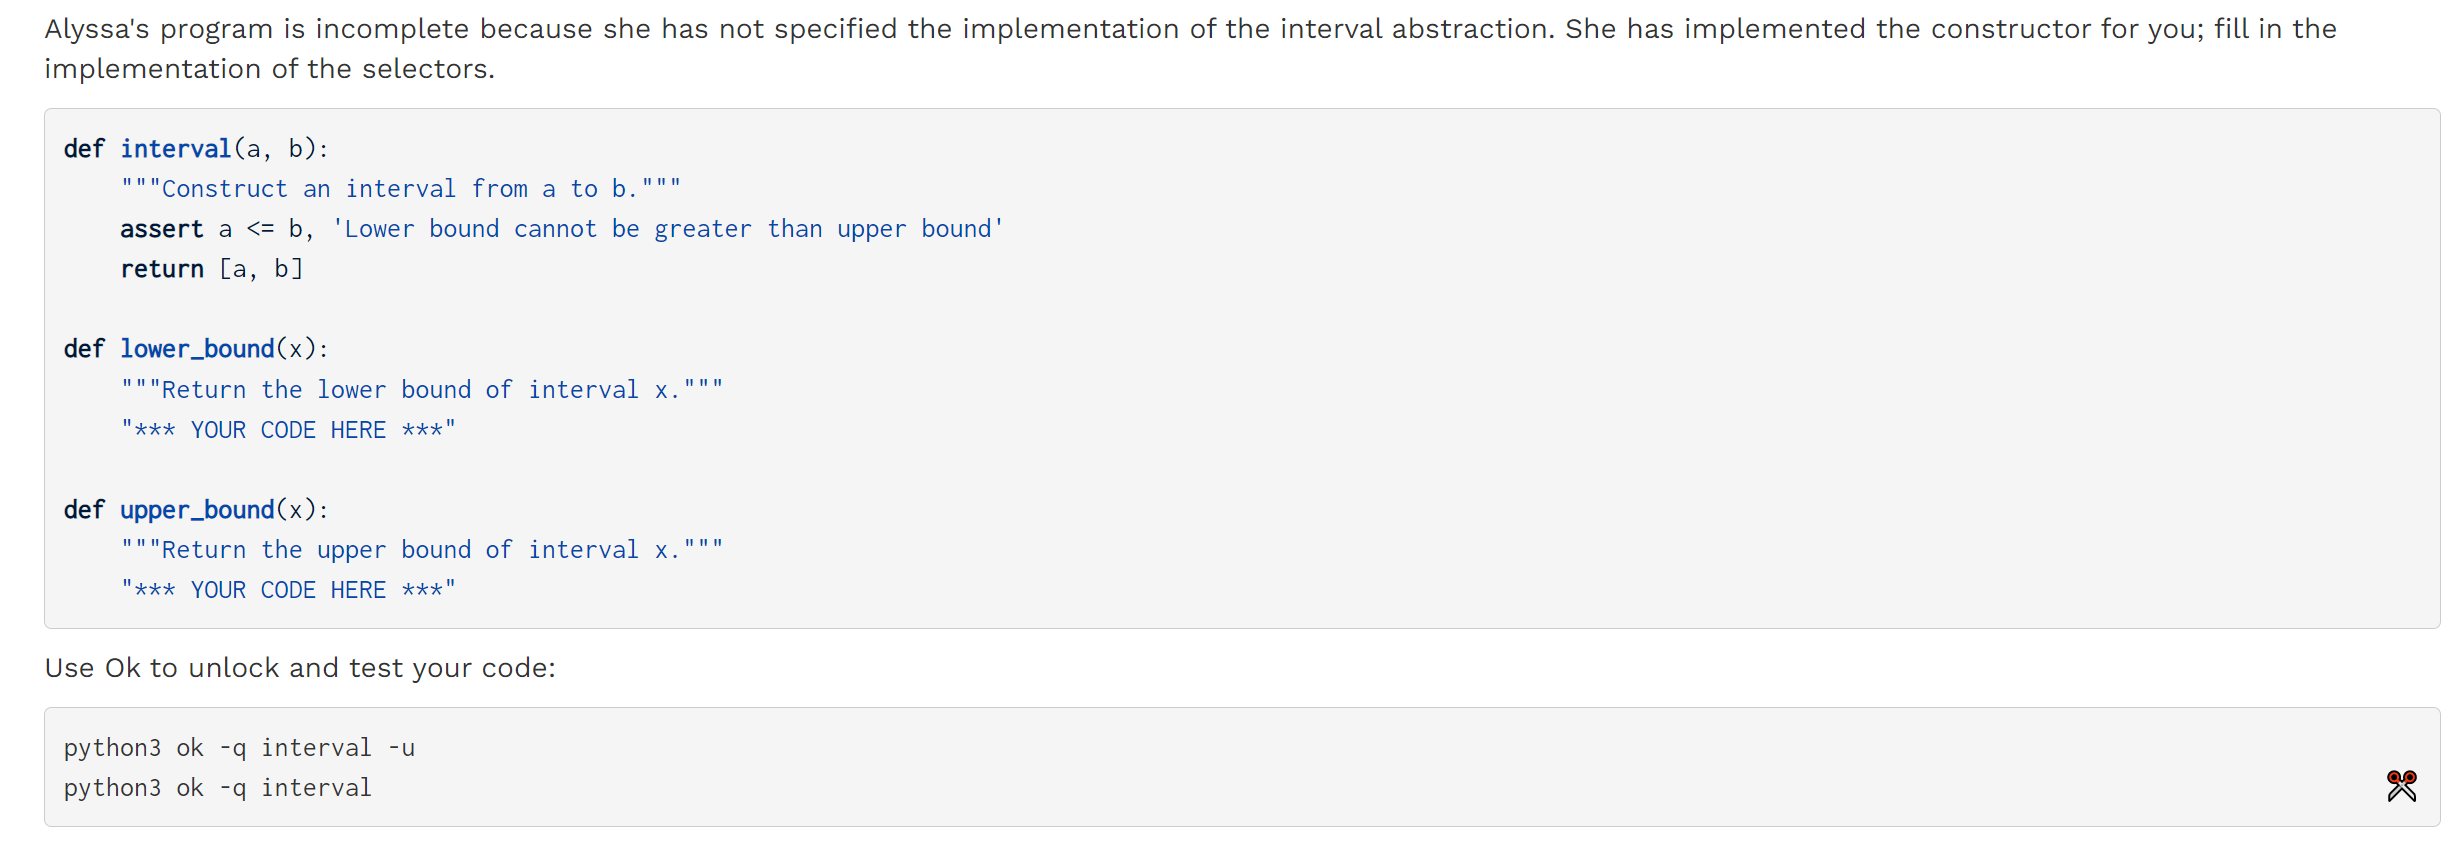 Alyssa's program is incomplete because she has not specified the implementation of the interval abstraction. She has implemented the constructor for you; fill in the
implementation of the selectors.
def interval(a, b):
    """Construct an interval from a to b."""
    assert a <= b, 'Lower bound cannot be greater than upper bound'
    return [a, b]
def lower_bound(x):
    """Return the lower bound of interval x."""
    "*** YOUR CODE HERE ***"
def upper_bound(x):
    """Return the upper bound of interval x."""
    "*** YOUR CODE HERE ***"
Use Ok to unlock and test your code:
python3 ok -q interval -u
python3 ok -q interval